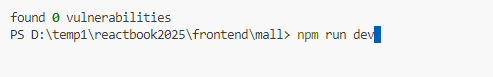 found 0 vulnerabilities
PS D:\temp1\reactbook2025\frontend\mall> npm run dev